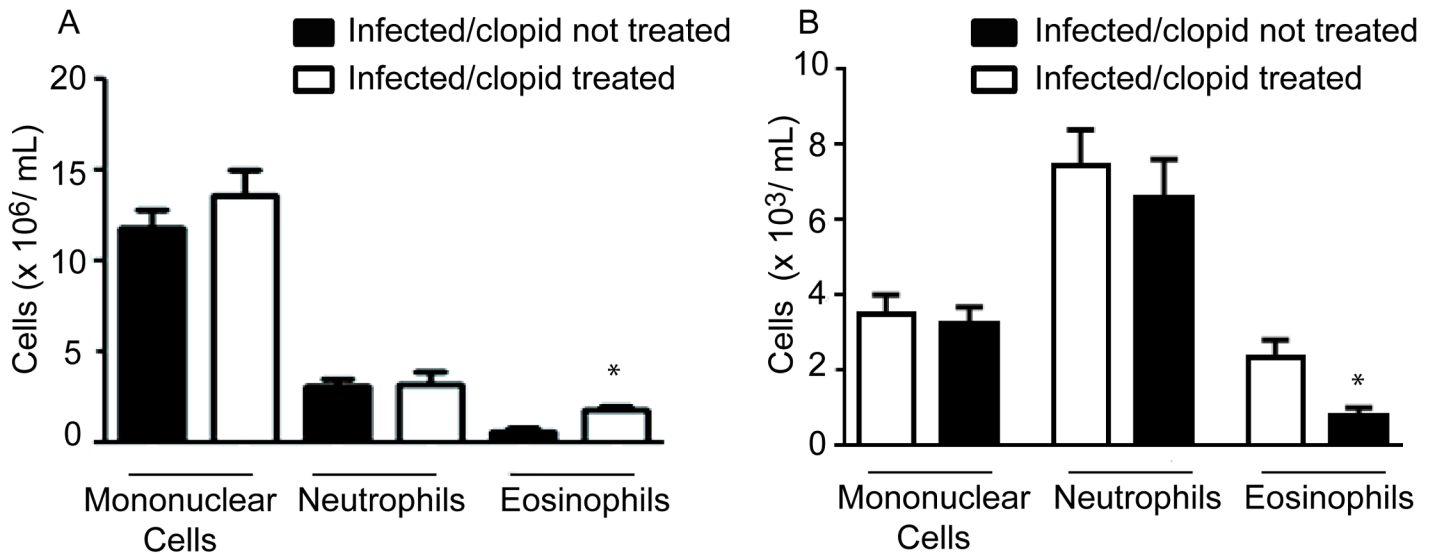 A
Infected/clopid not treated
Infected/clopid treated
Cells (x 10⁶/ mL)
20
15
10
5
0
*
Mononuclear
Cells
Neutrophils
Eosinophils
B
Infected/clopid not treated
Infected/clopid treated
Cells (x 10³/ mL)
10
8
6
4
2
0
*
Mononuclear
Cells
Neutrophils
Eosinophils